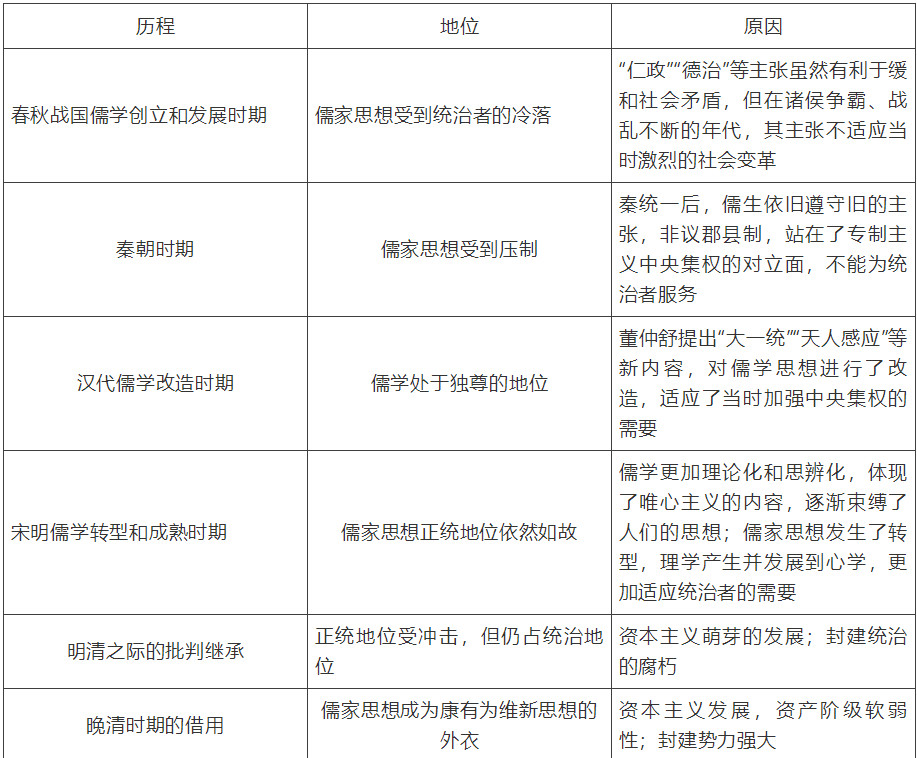 历程
地位
原因
春秋战国儒学创立和发展时期
儒家思想受到统治者的冷落
“仁政”“德治”等主张虽然有利于缓
和社会矛盾，但在诸侯争霸、战
乱不断的年代，其主张不适应当
时激烈的社会变革
秦朝时期
儒家思想受到压制
秦统一后，儒生依旧遵守旧的主
张，非议郡县制，站在了专制主
义中央集权的对立面，不能为统
治者服务
汉代儒学改造时期
儒学处于独尊的地位
董仲舒提出“大一统”“天人感应”等
新内容，对儒学思想进行了改
造，适应了当时加强中央集权的
需要
宋明儒学转型和成熟时期
儒家思想正统地位依然如故
儒学更加理论化和思辨化，体现
了唯心主义的内容，逐渐束缚了
人们的思想；儒家思想发生了转
型，理学产生并发展到心学，更
加适应统治者的需要
明清之际的批判继承
正统地位受冲击，但仍占统治地
位
资本主义萌芽的发展；封建统治
的腐朽
晚清时期的借用
儒家思想成为康有为维新思想的
外衣
资本主义发展，资产阶级软弱
性；封建势力强大